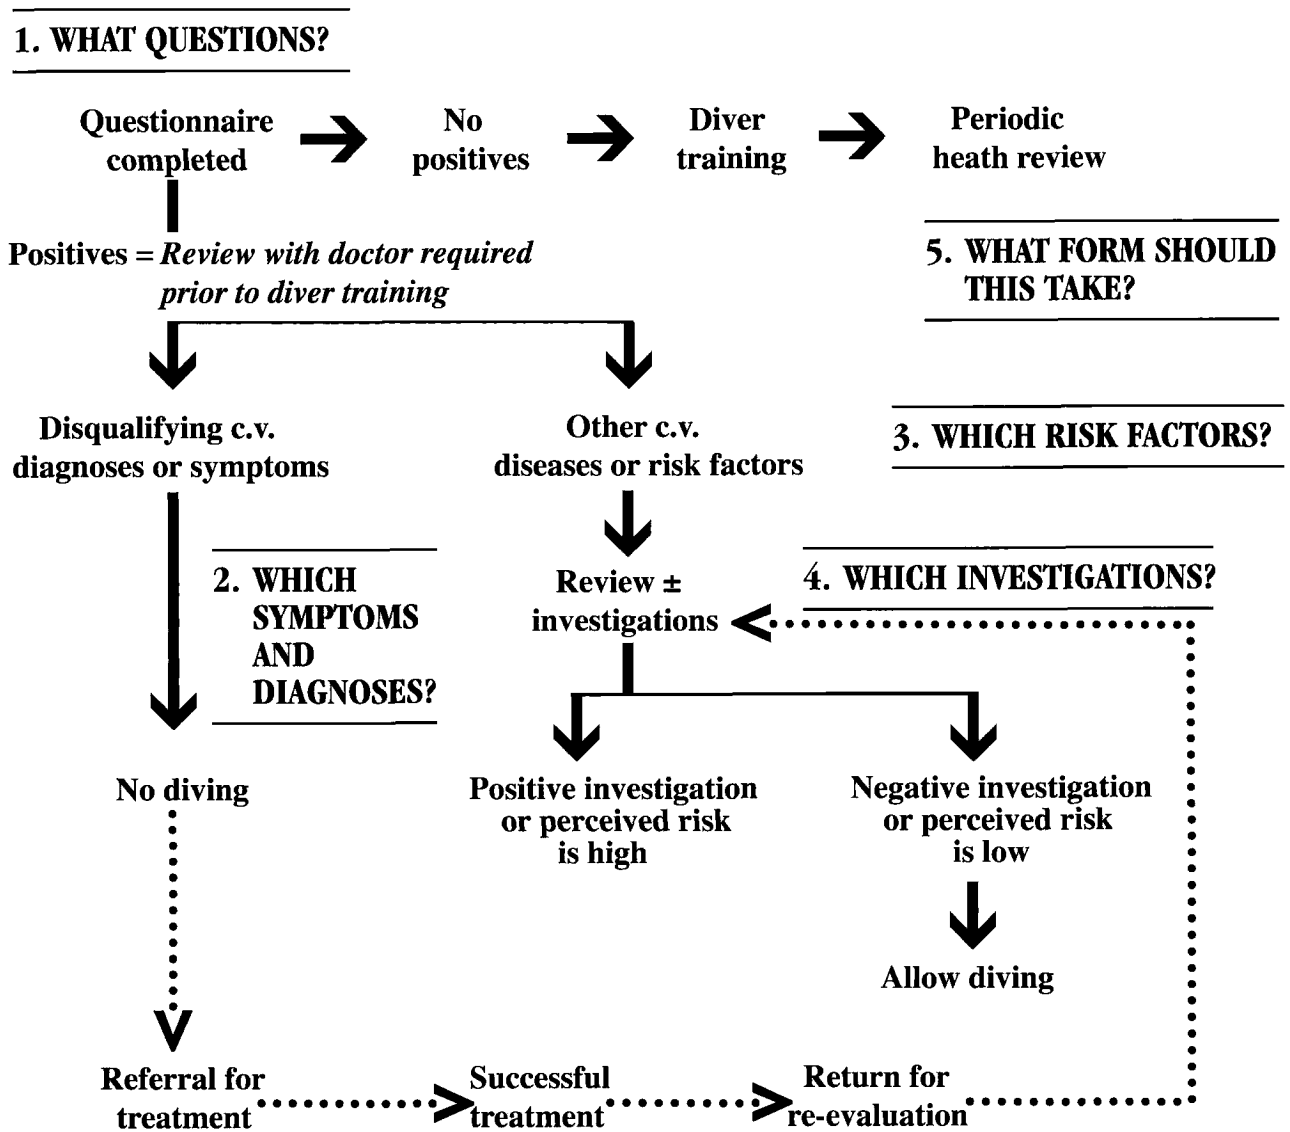 1. WHAT QUESTIONS?
Questionnaire
completed
No
positives
Diver
training
Periodic
heath review
Positives = Review with doctor required
prior to diver training
5. WHAT FORM SHOULD
THIS TAKE?
Disqualifying c.v.
diagnoses or symptoms
Other c.v.
diseases or risk factors
3. WHICH RISK FACTORS?
2. WHICH
SYMPTOMS
AND
DIAGNOSES?
Review ±
investigations
4. WHICH INVESTIGATIONS?
No diving
Positive investigation
or perceived risk
is high
Negative investigation
or perceived risk
is low
Allow diving
Referral for
treatment
Successful
treatment
Return for
re-evaluation